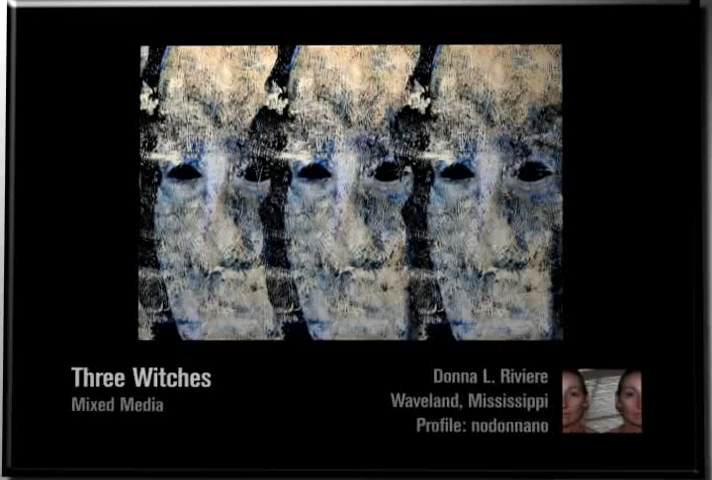 Three Witches
Mixed Media
Donna L. Riviere
Waveland, Mississippi
Profile: nodonnano